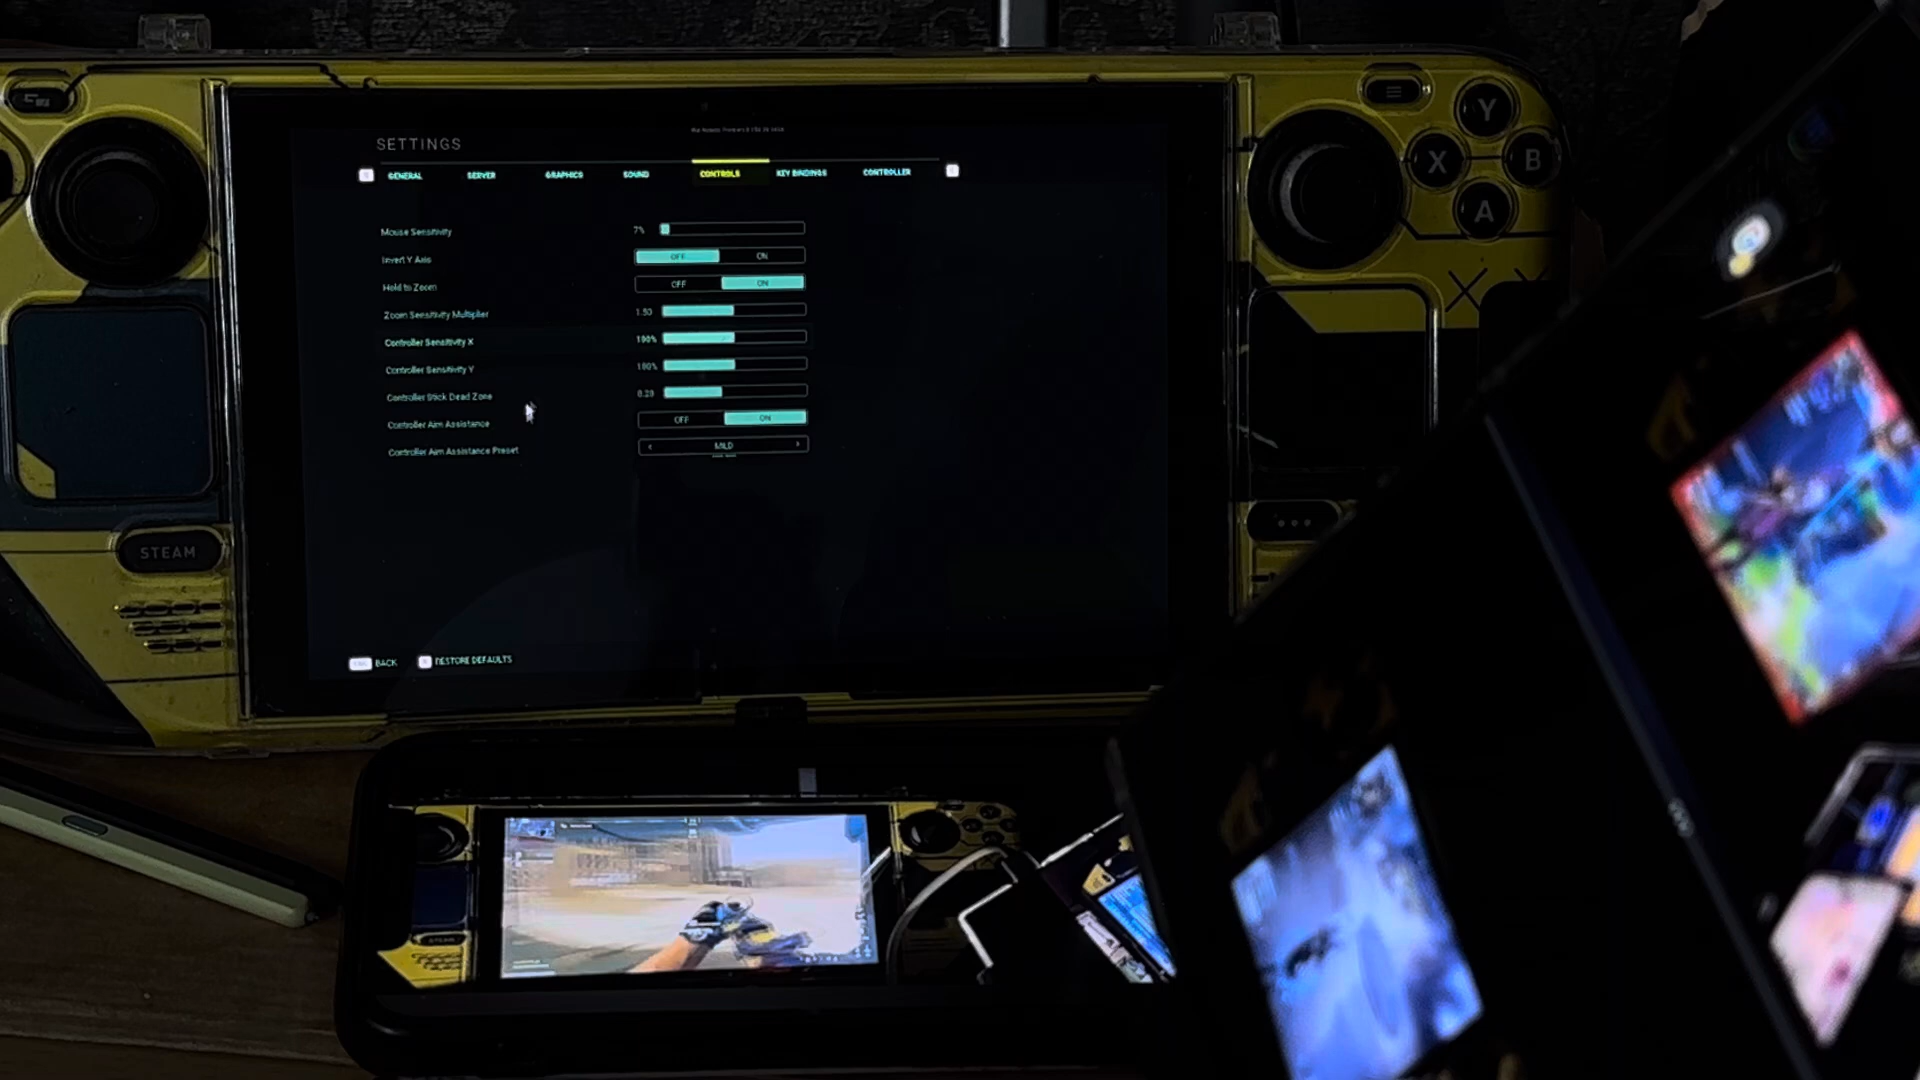 SETTINGS
GENERAL SERVER GRAPHICS SOUND CONTROLS KEY BINDINGS CONTROLLER
Mouse Sensitivity 7%
Invert Y Axis OFF ON
Hold to Zoom OFF ON
Zoom Sensitivity Multiplier 1.50
Controller Sensitivity X 100%
Controller Sensitivity Y 100%
Controller Stick Dead Zone 0.20
Controller Aim Assistance OFF ON
Controller Aim Assistance Preset MILD
BACK RESTORE DEFAULTS
STEAM
Y
X
B
A